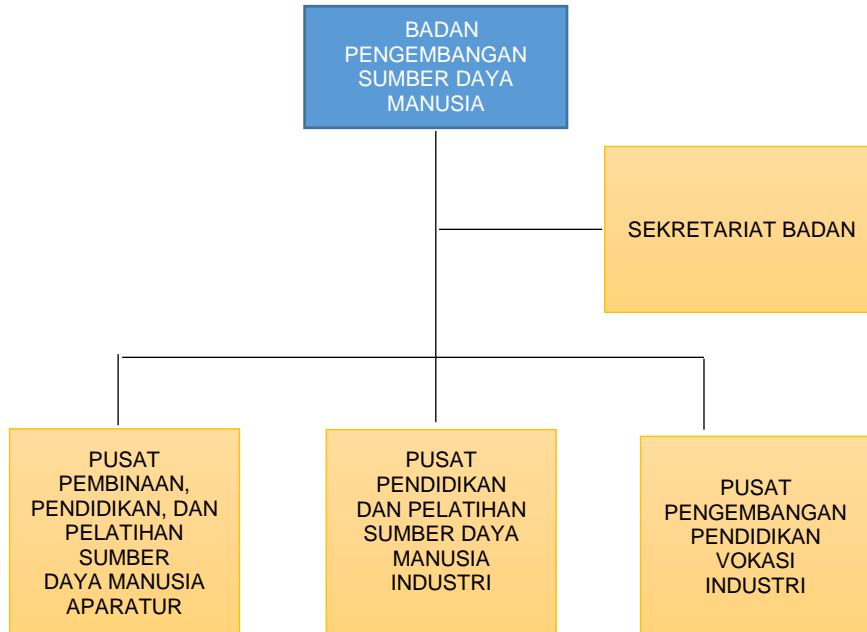 BADAN
PENGEMBANGAN
SUMBER DAYA
MANUSIA
SEKRETARIAT BADAN
PUSAT
PEMBINAAN,
PENDIDIKAN, DAN
PELATIHAN
SUMBER
DAYA MANUSIA
APARATUR
PUSAT
PENDIDIKAN
DAN PELATIHAN
SUMBER DAYA
MANUSIA
INDUSTRI
PUSAT
PENGEMBANGAN
PENDIDIKAN
VOKASI
INDUSTRI